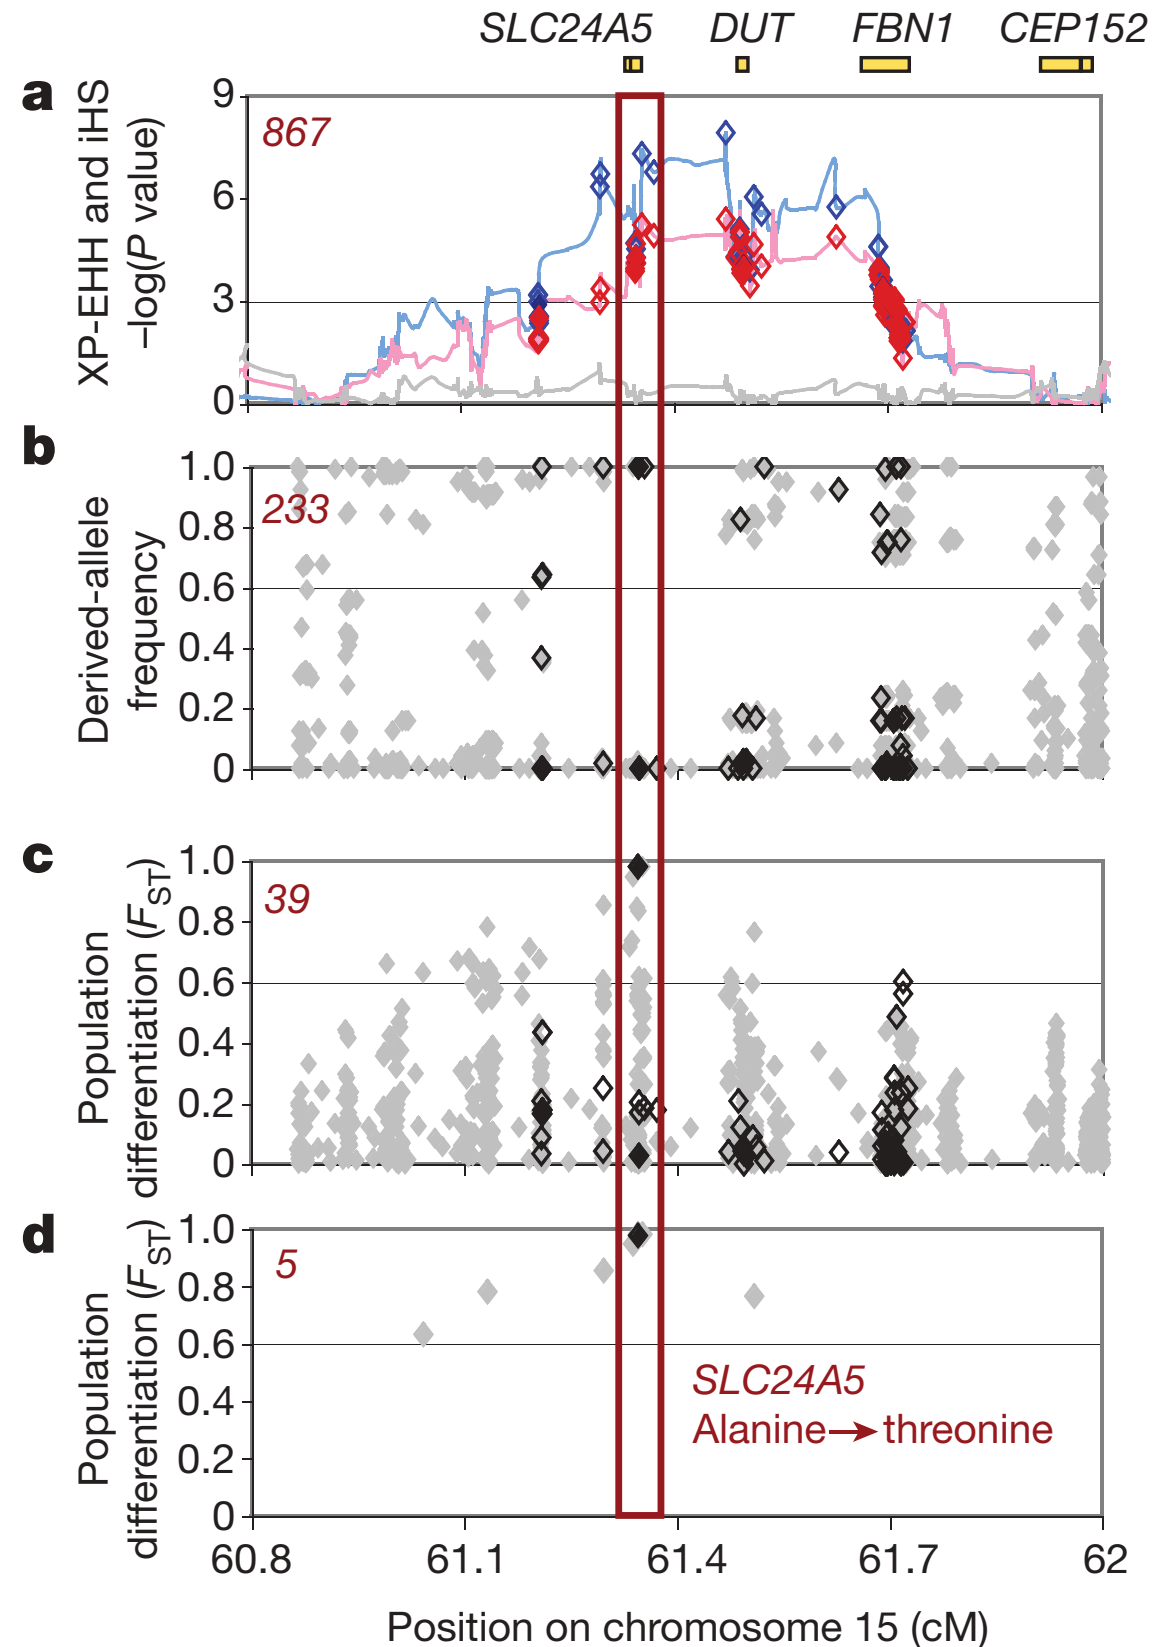 SLC24A5 DUT FBN1 CEP152
a
XP-EHH and iHS
–log(P value)
9
6
3
0
867
b
Derived-allele
frequency
1.0
0.8
0.6
0.4
0.2
0
233
c
Population
differentiation (FST)
1.0
0.8
0.6
0.4
0.2
0
39
d
Population
differentiation (FST)
1.0
0.8
0.6
0.4
0.2
0
5
SLC24A5
Alanine→threonine
60.8 61.1 61.4 61.7 62
Position on chromosome 15 (cM)